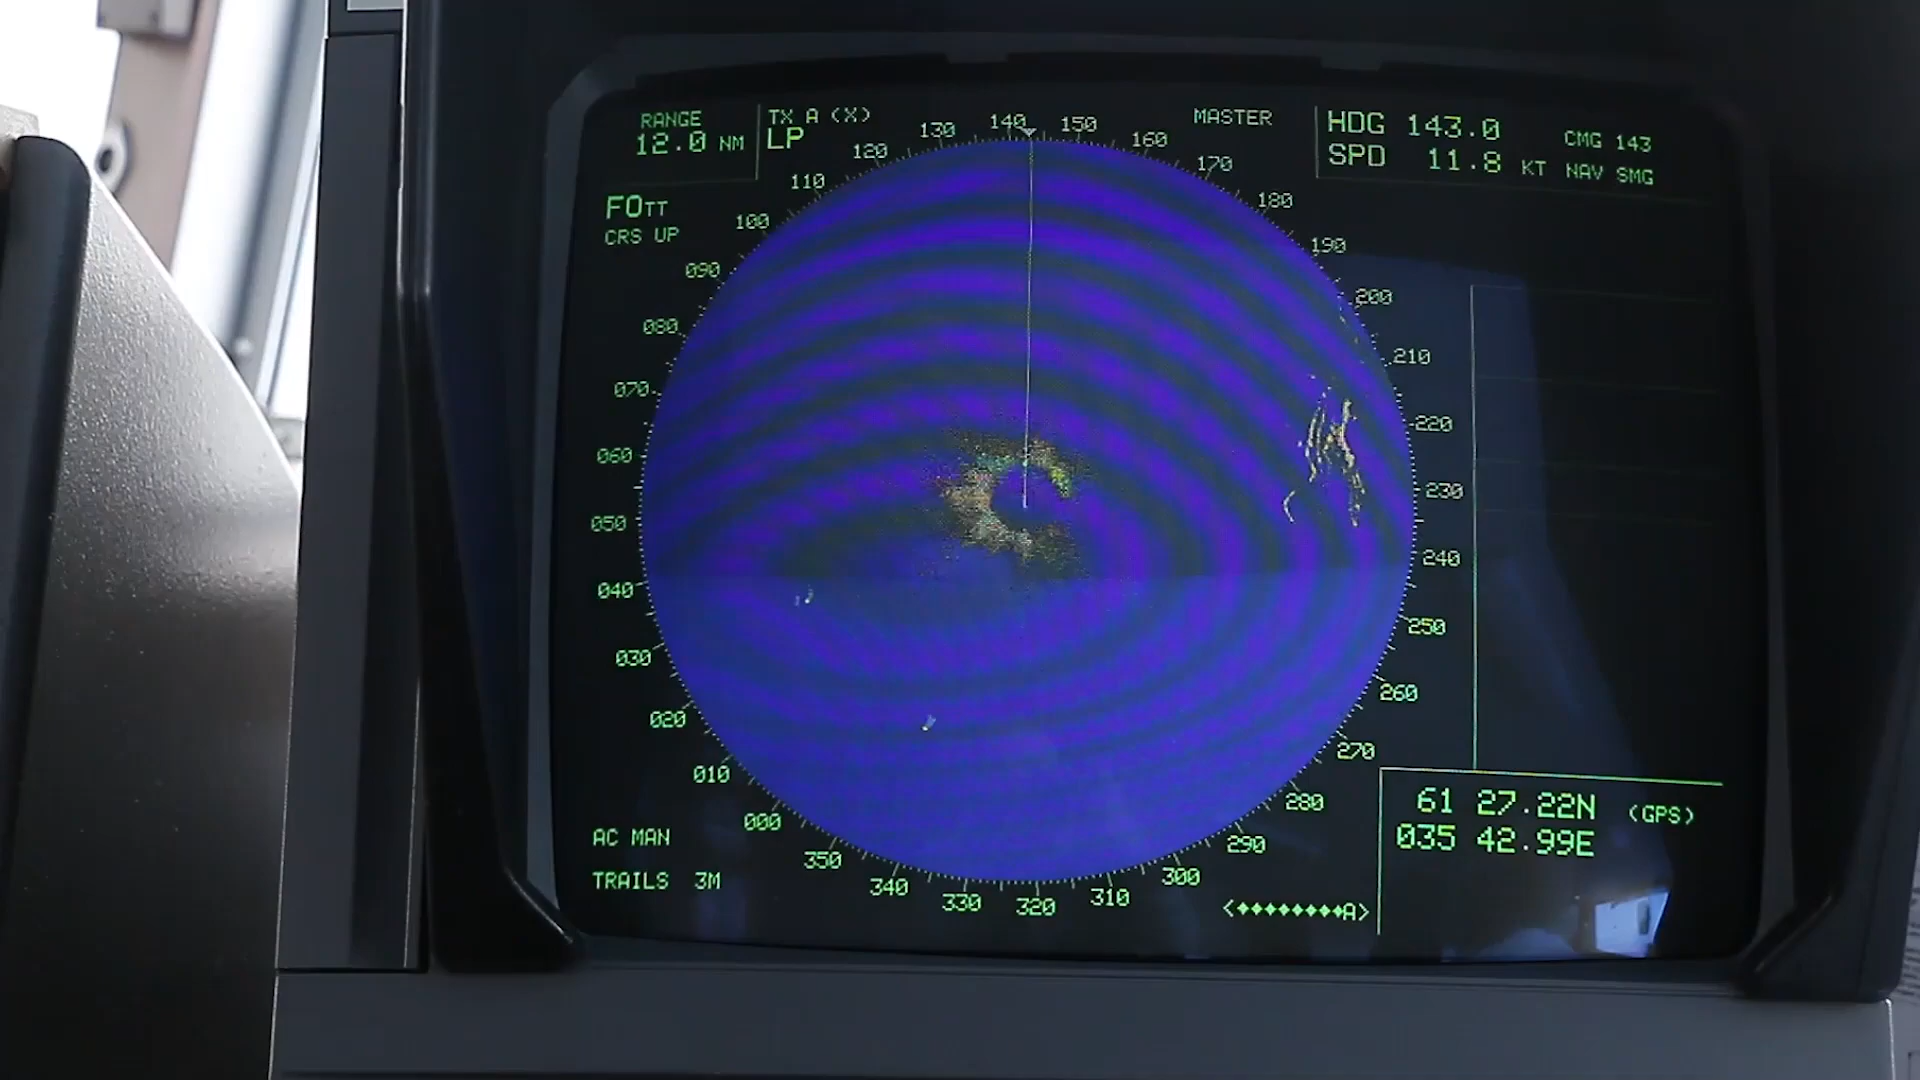 RANGE
12.0 NM
TX A (X)
LP
MASTER
HDG 143.0
SPD 11.8 KT
CMG 143
NAV SMG
FOTT
CRS UP
140
150
160
170
180
190
200
210
220
230
240
250
260
270
280
290
300
310
320
330
340
350
000
010
020
030
040
050
060
070
080
090
100
110
120
130
AC MAN
TRAILS 3M
<♦♦♦♦♦♦♦♦A>
61 27.22N (GPS)
035 42.99E